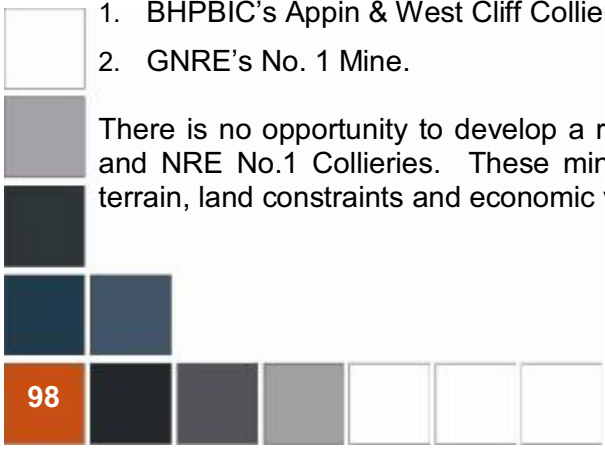 1. BHPBIC's Appin & West Cliff Collie
2. GNRE's No. 1 Mine.
There is no opportunity to develop a r
and NRE No.1 Collieries. These min
terrain, land constraints and economic
98